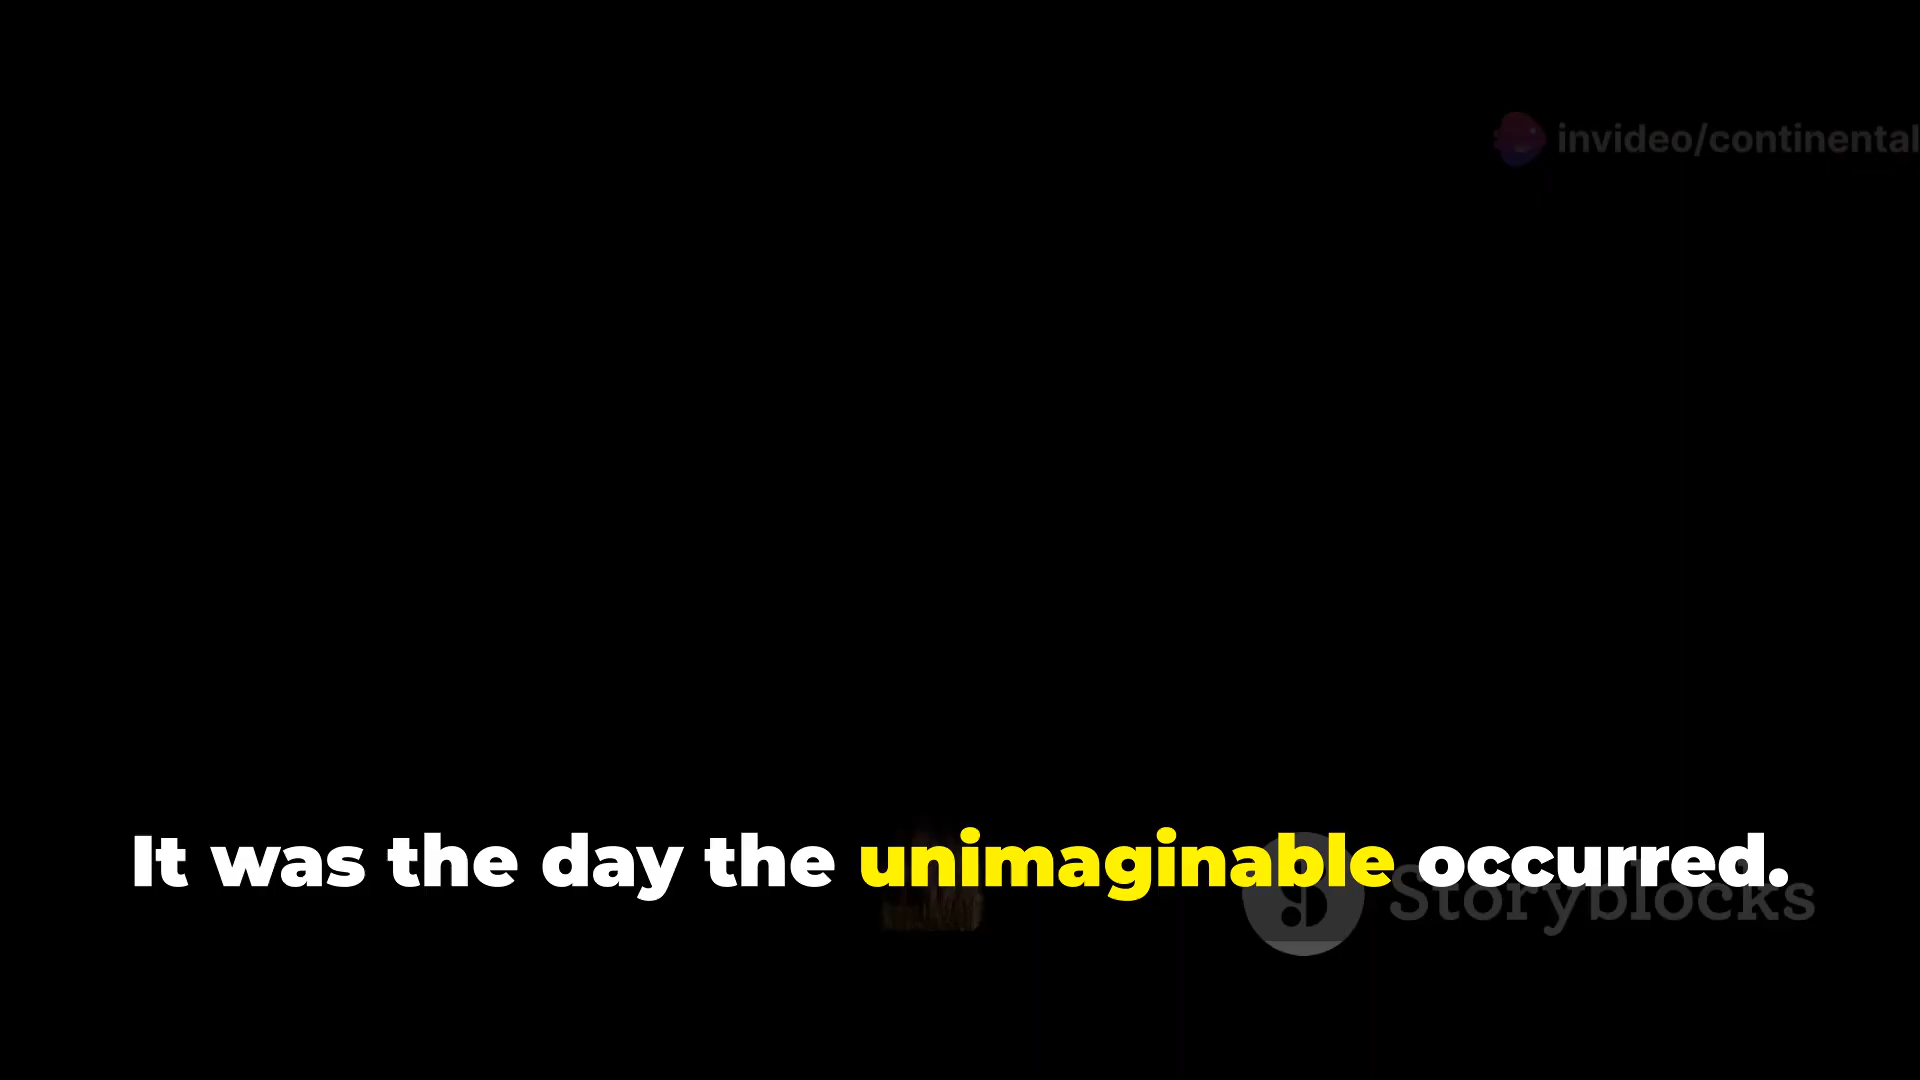 invideo/continental
It was the day the unimaginable occurred.
Storyblocks